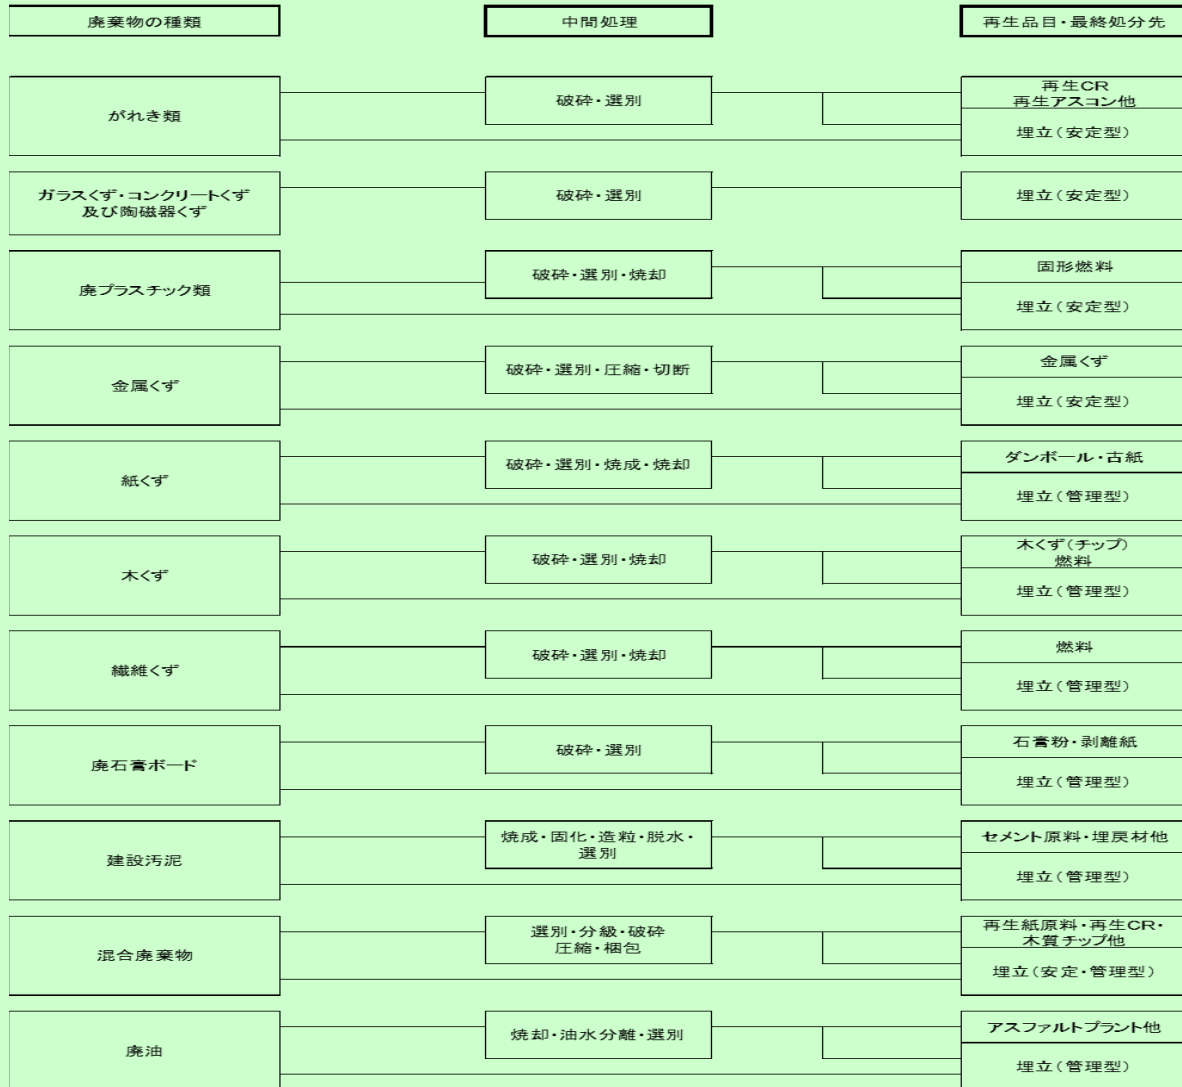 廃棄物の種類
中間処理
再生品目・最終処分先
がれき類
破砕・選別
再生CR
再生アスコン他
埋立(安定型)
ガラスくず・コンクリートくず
及び陶磁器くず
破砕・選別
埋立(安定型)
廃プラスチック類
破砕・選別・焼却
固形燃料
埋立(安定型)
金属くず
破砕・選別・圧縮・切断
金属くず
埋立(安定型)
紙くず
破砕・選別・焼成・焼却
ダンボール・古紙
埋立(管理型)
木くず
破砕・選別・焼却
木くず(チップ)
燃料
埋立(管理型)
繊維くず
破砕・選別・焼却
燃料
埋立(管理型)
廃石膏ボード
破砕・選別
石膏粉・剥離紙
埋立(管理型)
建設汚泥
焼成・固化・造粒・脱水・
選別
セメント原料・埋戻材他
埋立(管理型)
混合廃棄物
選別・分級・破砕
圧縮・梱包
再生紙原料・再生CR・
木質チップ他
埋立(安定・管理型)
廃油
焼却・油水分離・選別
アスファルトプラント他
埋立(管理型)